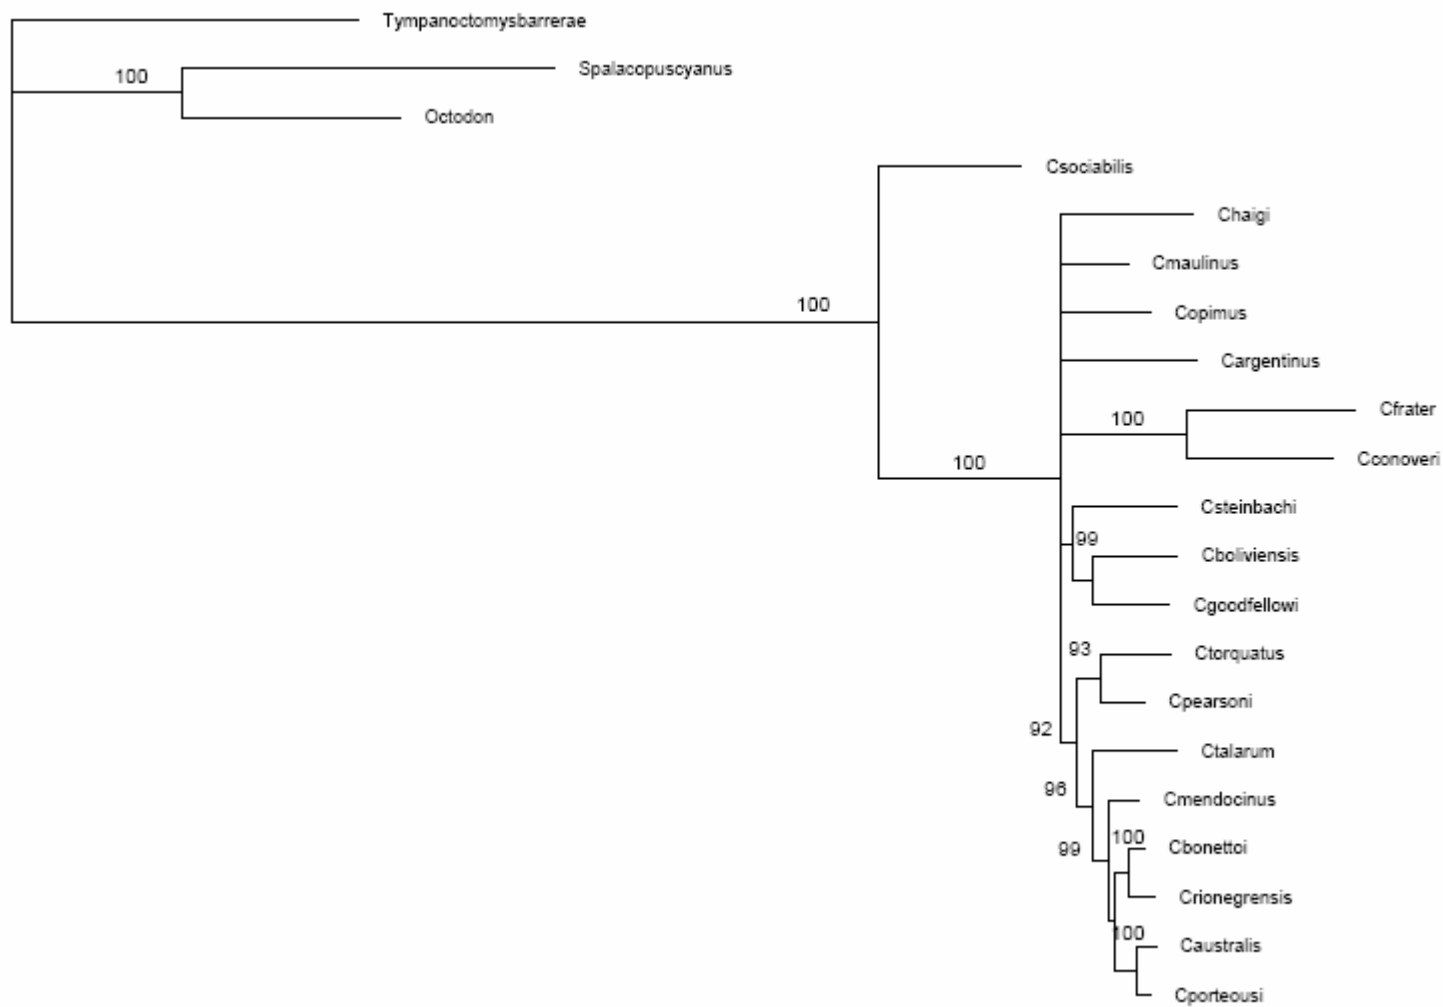 Tympanoctomysbarrerae
Spalacopuscyanus
100
Octodon
Csociabilis
Chaigi
Cmaulinus
100
Copimus
Cargentinus
Cfrater
100
Cconoveri
100
Csteinbachi
99
Cboliviensis
Cgoodfellowi
93
Ctorquatus
Cpearsoni
92
Ctalarum
96
Cmendocinus
100
Cbonettoi
99
Crionegrensis
100
Caustralis
Cporteousi